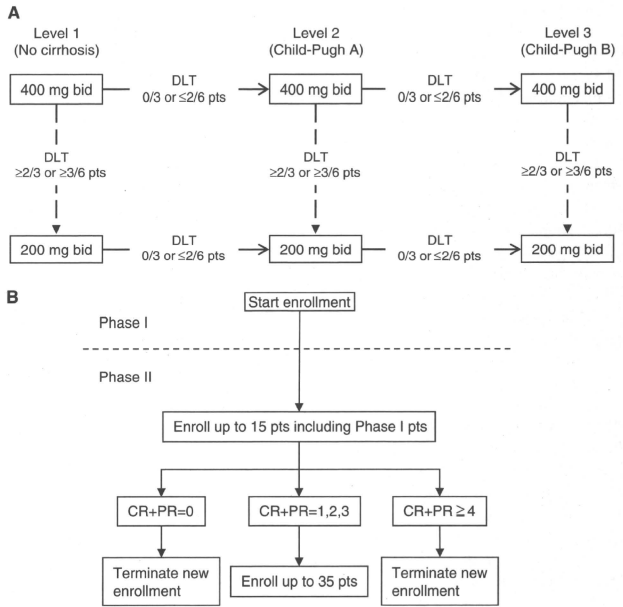 A
Level 1
(No cirrhosis)
Level 2
(Child-Pugh A)
Level 3
(Child-Pugh B)
400 mg bid
DLT
0/3 or ≤2/6 pts
400 mg bid
DLT
0/3 or ≤2/6 pts
400 mg bid
DLT
≥2/3 or ≥3/6 pts
DLT
≥2/3 or ≥3/6 pts
DLT
≥2/3 or ≥3/6 pts
200 mg bid
DLT
0/3 or ≤2/6 pts
200 mg bid
DLT
0/3 or ≤2/6 pts
200 mg bid
B
Start enrollment
Phase I
Phase II
Enroll up to 15 pts including Phase I pts
CR+PR=0
CR+PR=1,2,3
CR+PR≧4
Terminate new
enrollment
Enroll up to 35 pts
Terminate new
enrollment